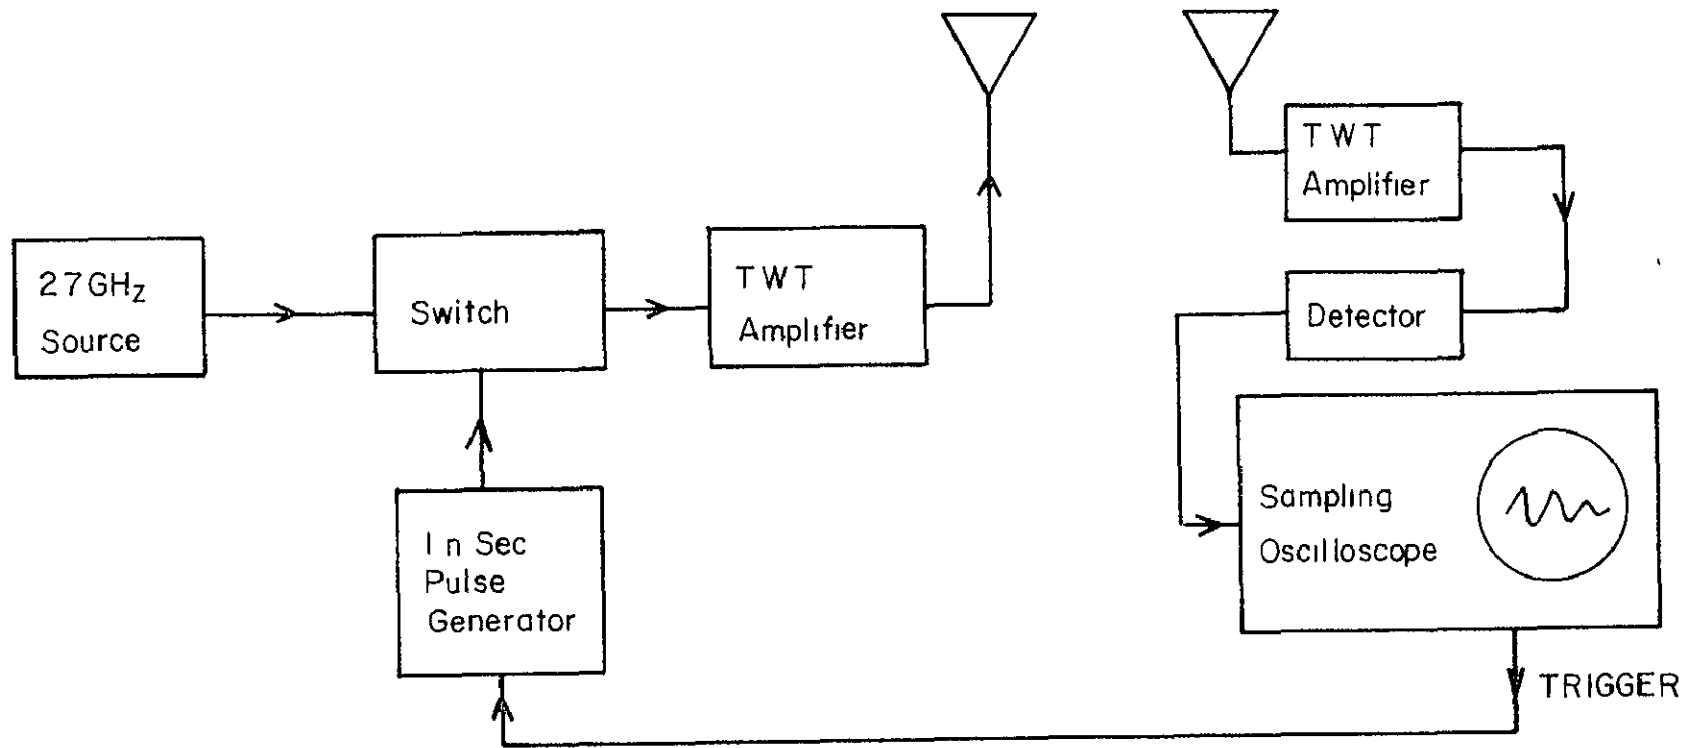 27GHz
Source
Switch
TWT
Amplifier
1 n Sec
Pulse
Generator
TWT
Amplifier
Detector
Sampling
Oscilloscope
TRIGGER